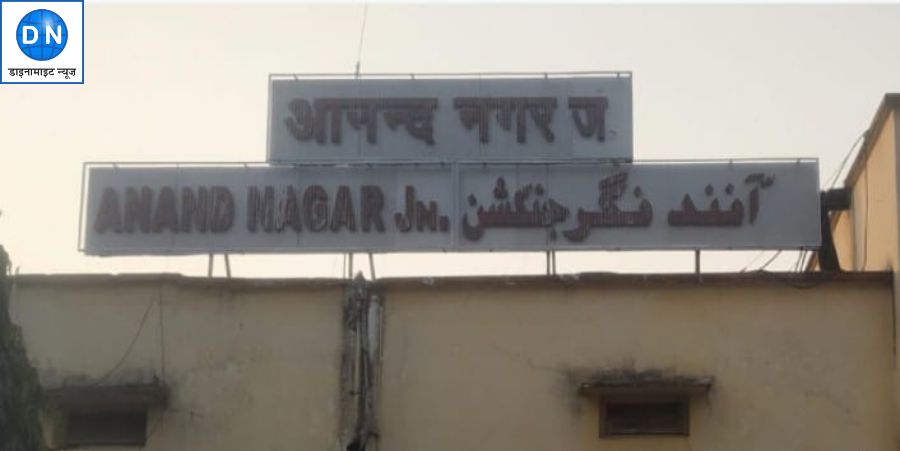 DN
डाइनामाइट न्यूज़
आनन्द नगर ज
ANAND NAGAR JN. آنند نگر جنکشن